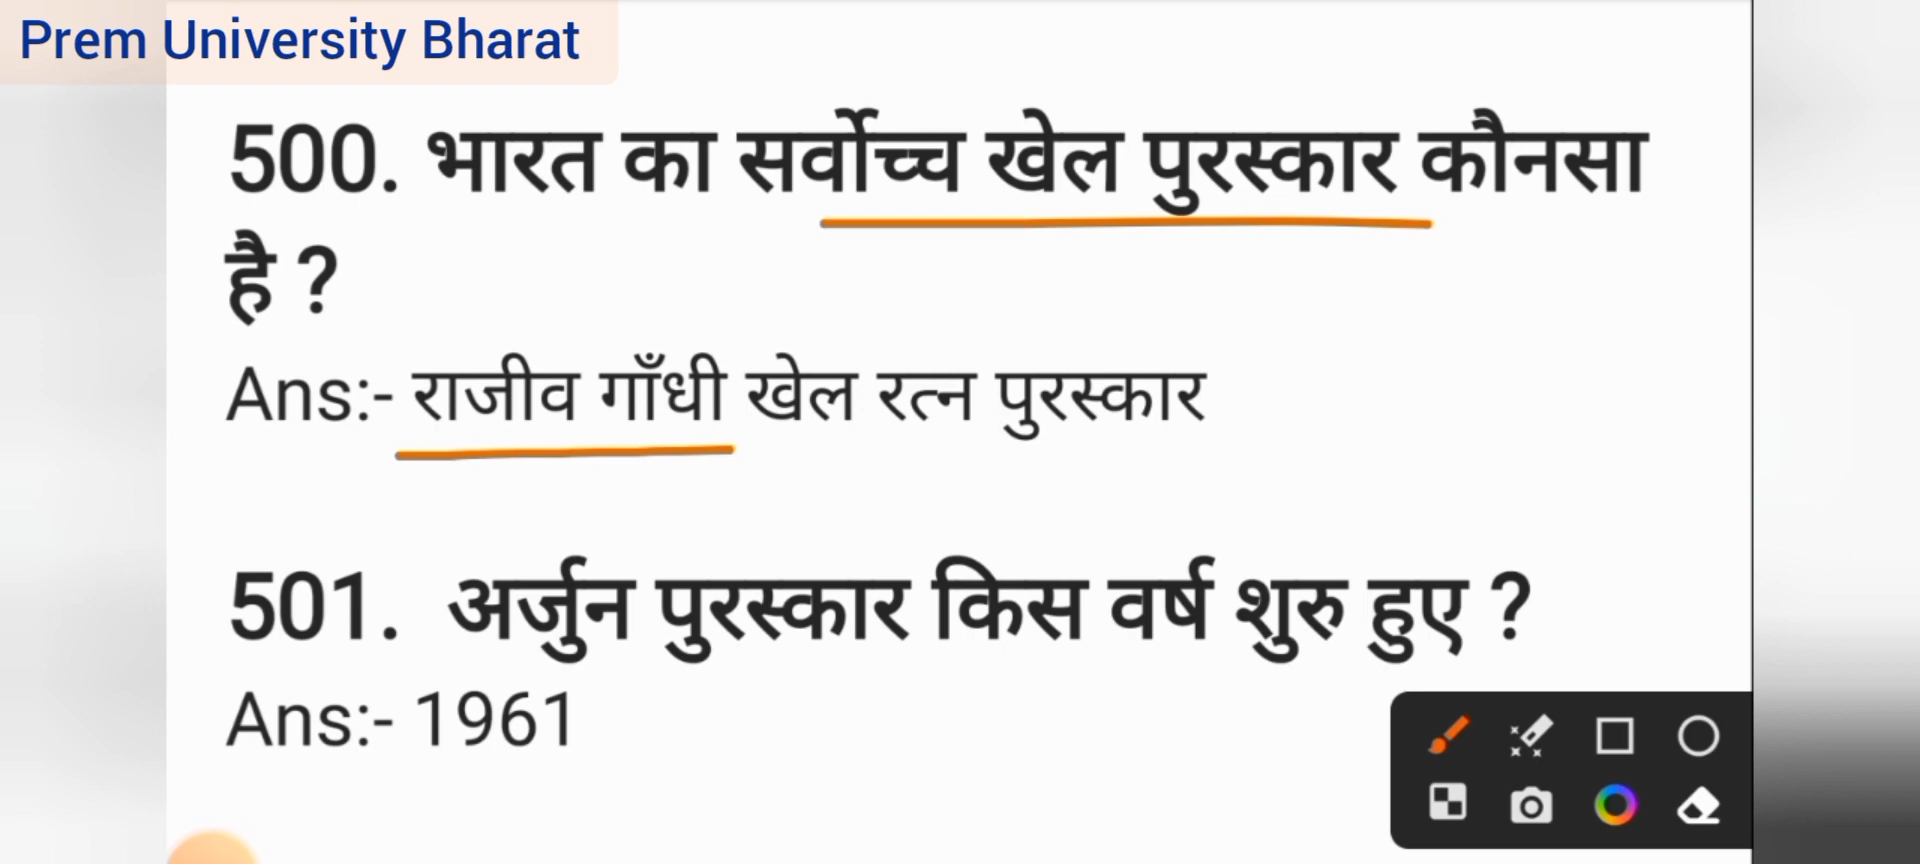 Prem University Bharat
500. भारत का सर्वोच्च खेल पुरस्कार कौनसा
है ?
Ans:- राजीव गाँधी खेल रत्न पुरस्कार
501. अर्जुन पुरस्कार किस वर्ष शुरु हुए ?
Ans:- 1961